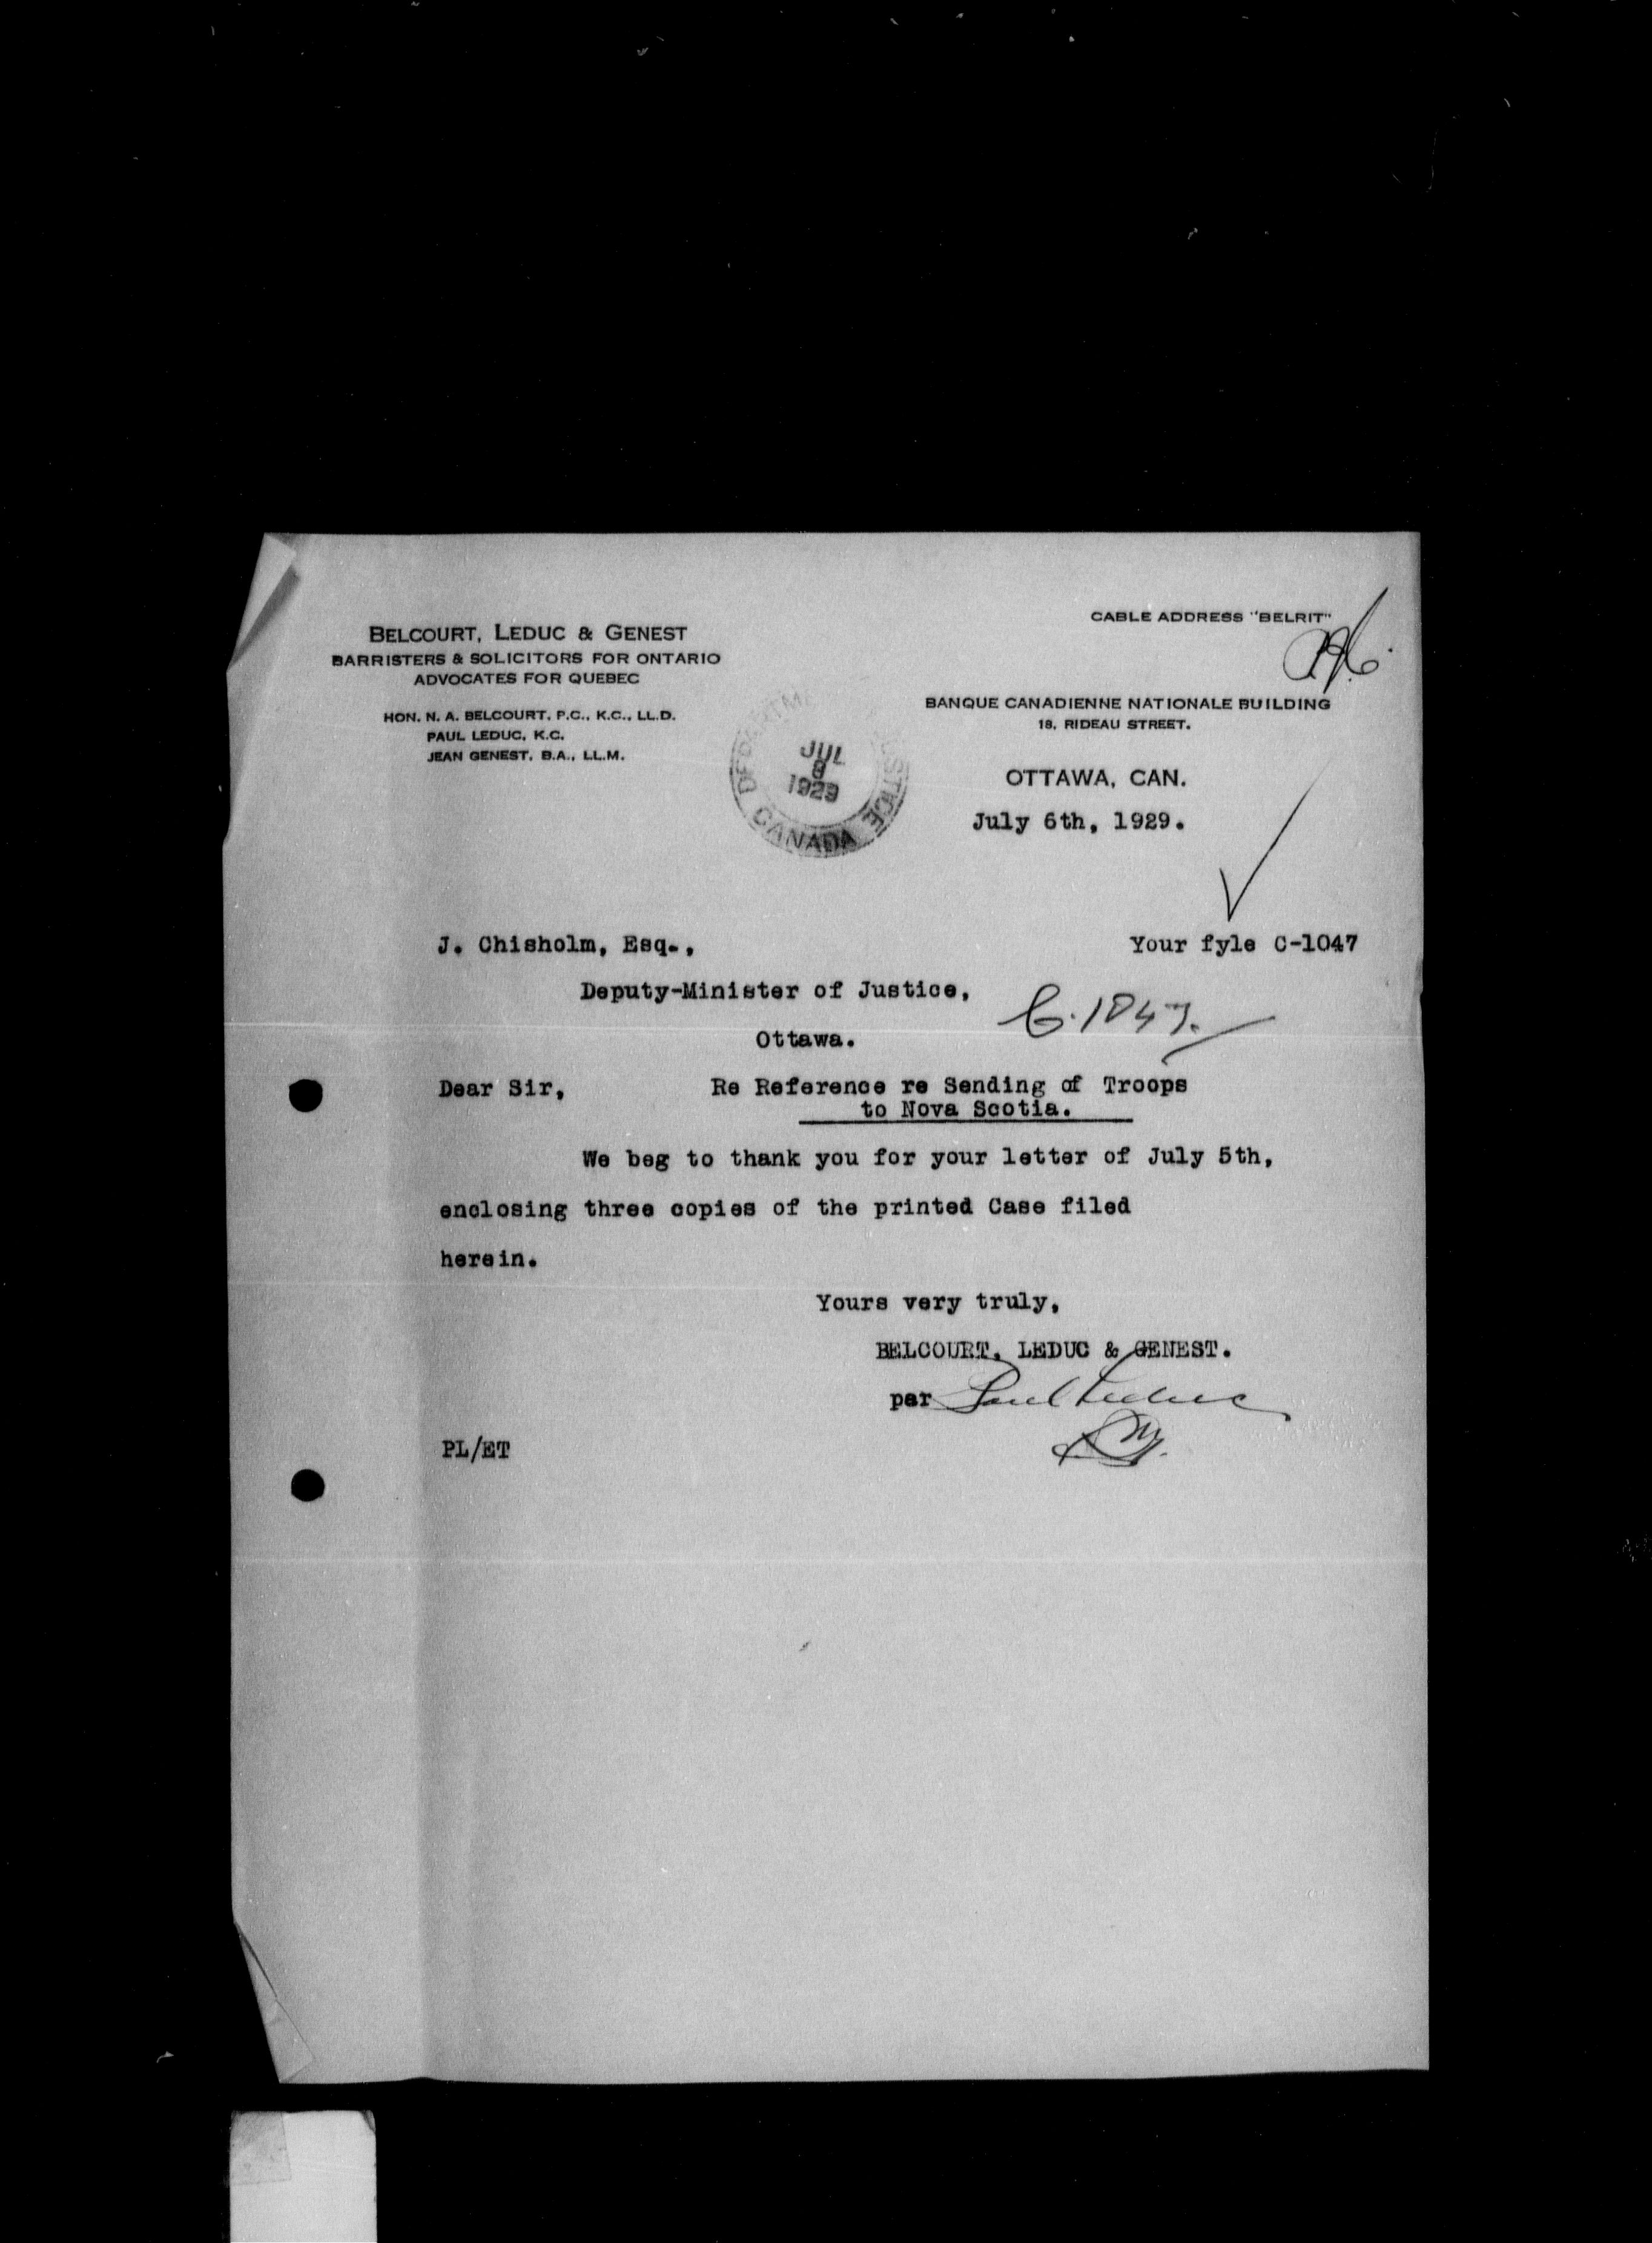 BELCOURT, LEDUC & GENEST
BARRISTERS & SOLICITORS FOR ONTARIO
ADVOCATES FOR QUEBEC
HON. N. A. BELCOURT, P.C., K.C., LL.D.
PAUL LEDUC, K.C.
JEAN GENEST, B.A., LL.M.
CABLE ADDRESS "BELRIT"
BANQUE CANADIENNE NATIONALE BUILDING
18, RIDEAU STREET.
OTTAWA, CAN.
July 6th, 1929.
JUL
8
1929
CANADA
J. Chisholm, Esq., Your fyle C-1047
Deputy-Minister of Justice,
C.1047.
Ottawa.
Dear Sir, Re Reference re Sending of Troops
to Nova Scotia.
We beg to thank you for your letter of July 5th,
enclosing three copies of the printed Case filed
herein.
Yours very truly,
BELCOURT, LEDUC & GENEST.
per Paul Leduc
PL/ET